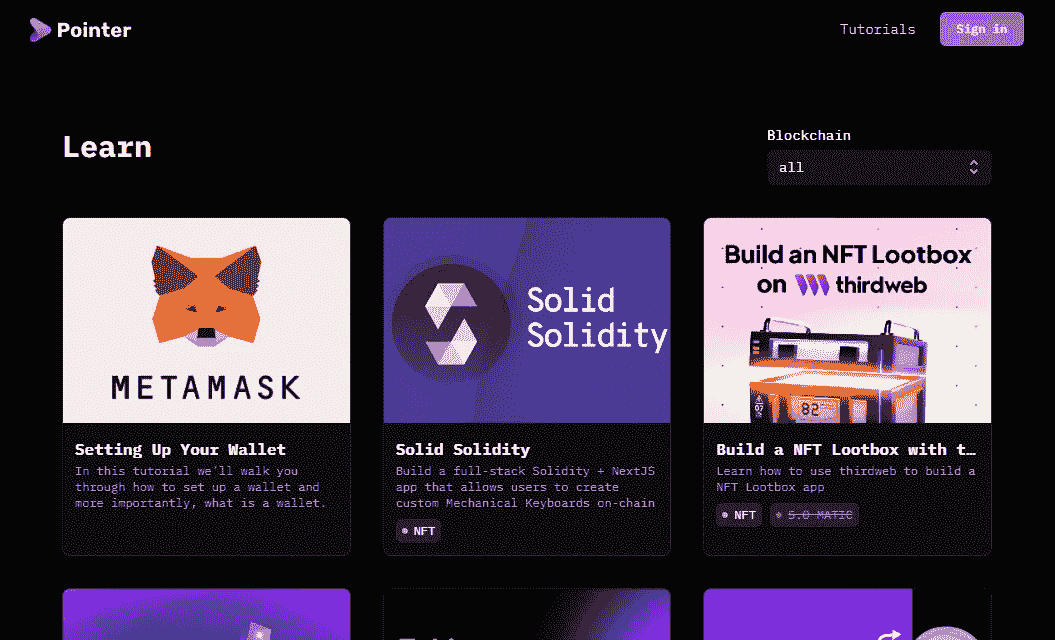 Pointer
Tutorials
Sign in
Learn
Blockchain
all
METAMASK
Setting Up Your Wallet
In this tutorial we'll walk you
through how to set up a wallet and
more importantly, what is a wallet.
Solid
Solidity
Solid Solidity
Build a full-stack Solidity + NextJS
app that allows users to create
custom Mechanical Keyboards on-chain
NFT
Build an NFT Lootbox
on thirdweb
07
82
Build a NFT Lootbox with t…
Learn how to use thirdweb to build a
NFT Lootbox app
NFT
5.0 MATIC